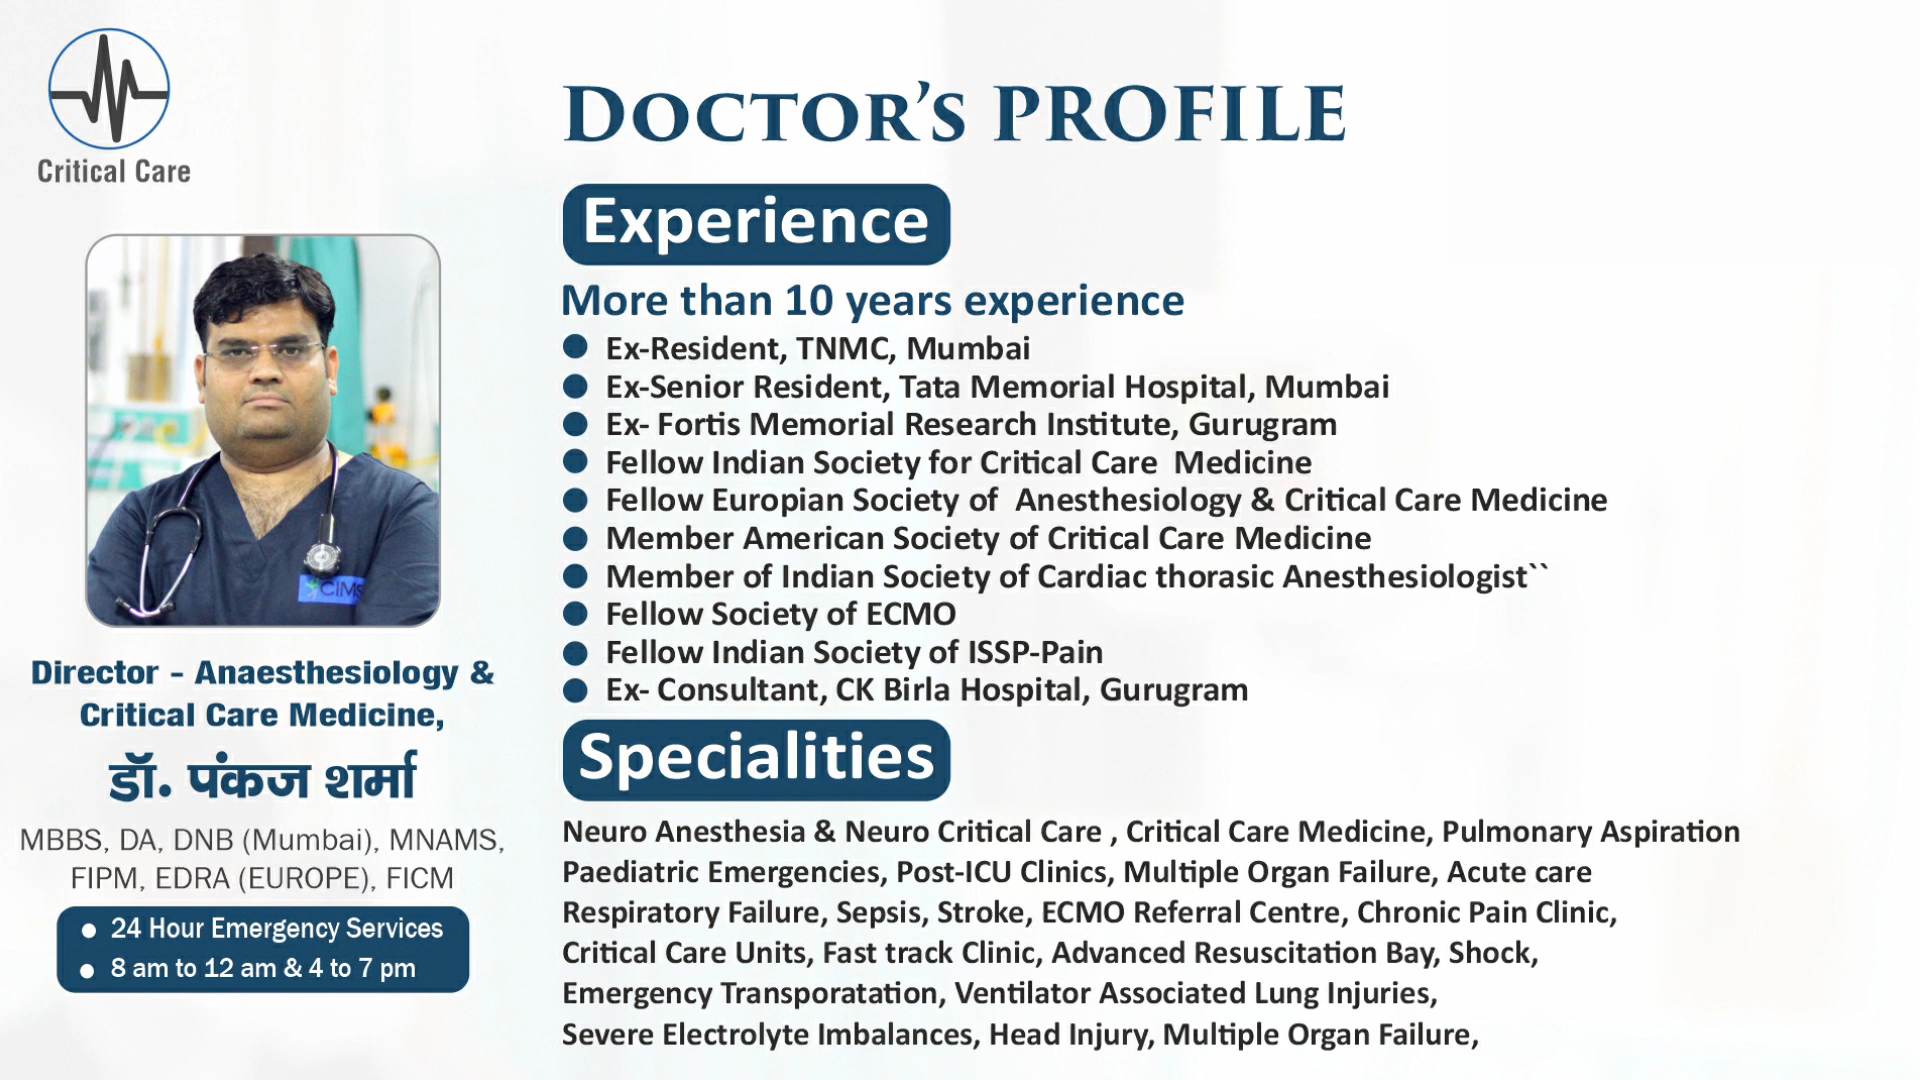 Critical Care
Director - Anaesthesiology &
Critical Care Medicine,
डॉ. पंकज शर्मा
MBBS, DA, DNB (Mumbai), MNAMS,
FIPM, EDRA (EUROPE), FICM
● 24 Hour Emergency Services
● 8 am to 12 am & 4 to 7 pm
Doctor's PROFILE
Experience
More than 10 years experience
● Ex-Resident, TNMC, Mumbai
● Ex-Senior Resident, Tata Memorial Hospital, Mumbai
● Ex- Fortis Memorial Research Institute, Gurugram
● Fellow Indian Society for Critical Care Medicine
● Fellow Europian Society of Anesthesiology & Critical Care Medicine
● Member American Society of Critical Care Medicine
● Member of Indian Society of Cardiac thorasic Anesthesiologist``
● Fellow Society of ECMO
● Fellow Indian Society of ISSP-Pain
● Ex- Consultant, CK Birla Hospital, Gurugram
Specialities
Neuro Anesthesia & Neuro Critical Care , Critical Care Medicine, Pulmonary Aspiration
Paediatric Emergencies, Post-ICU Clinics, Multiple Organ Failure, Acute care
Respiratory Failure, Sepsis, Stroke, ECMO Referral Centre, Chronic Pain Clinic,
Critical Care Units, Fast track Clinic, Advanced Resuscitation Bay, Shock,
Emergency Transporatation, Ventilator Associated Lung Injuries,
Severe Electrolyte Imbalances, Head Injury, Multiple Organ Failure,